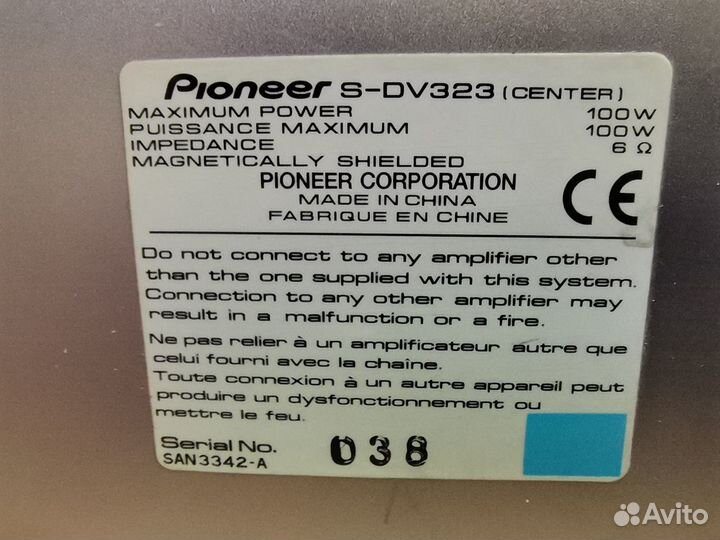 Pioneer S-DV323 (CENTER)
MAXIMUM POWER 100W
PUISSANCE MAXIMUM 100W
IMPEDANCE 6 Ω
MAGNETICALLY SHIELDED
PIONEER CORPORATION
MADE IN CHINA
FABRIQUE EN CHINE
CE
Do not connect to any amplifier other
than the one supplied with this system.
Connection to any other amplifier may
result in a malfunction or a fire.
Ne pas relier à un amplificateur autre que
celui fourni avec la chaîne.
Toute connexion à un autre appareil peut
produire un dysfonctionnement ou
mettre le feu.
Serial No. 038
SAN3342-A
Avito